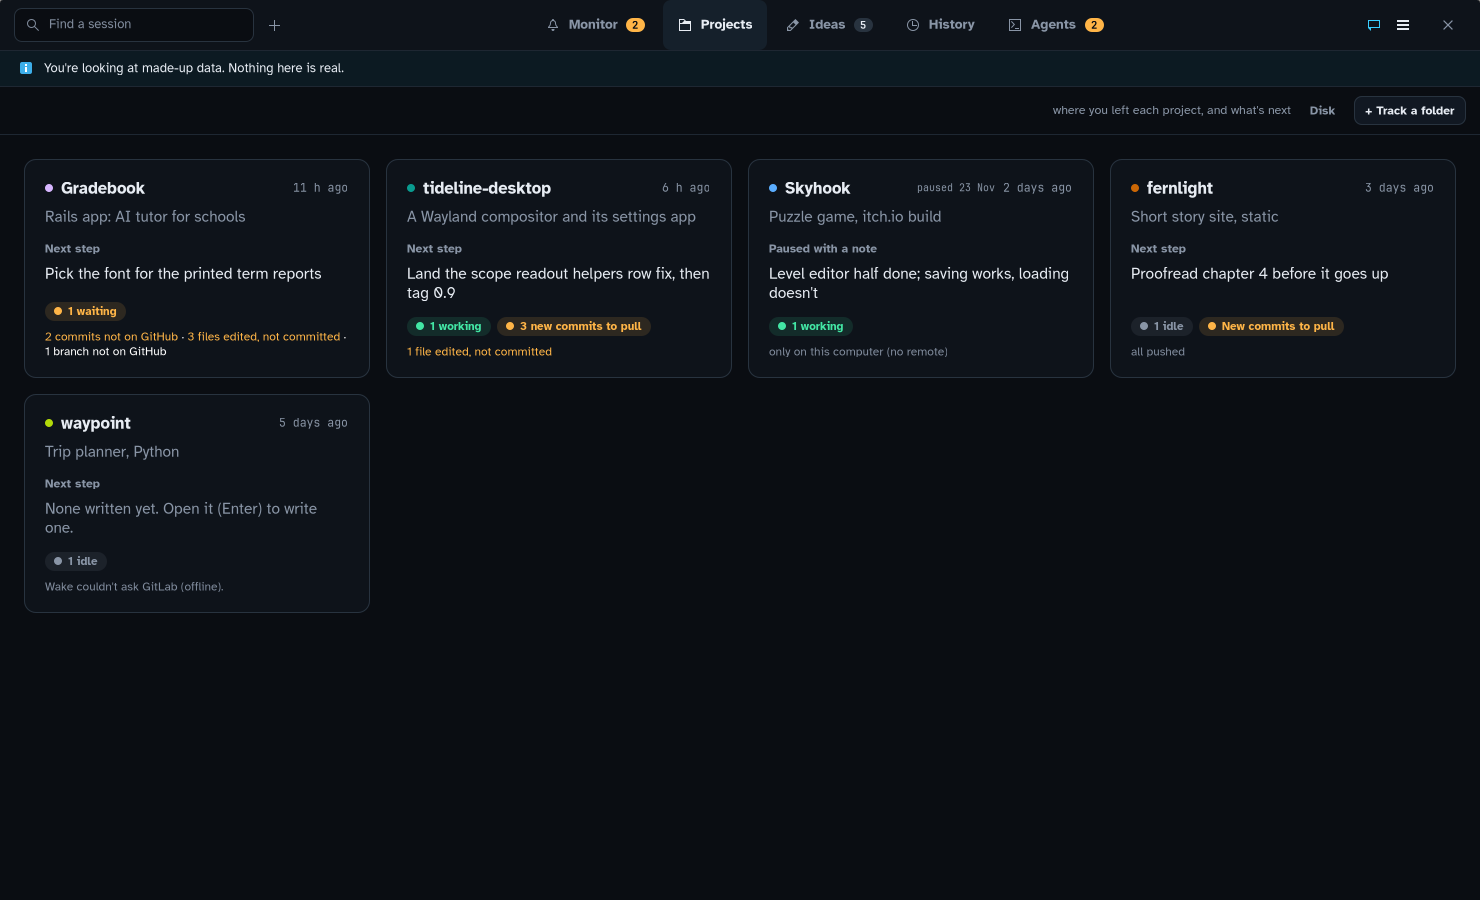 Find a session
Monitor 2
Projects
Ideas 5
History
Agents 2
You're looking at made-up data. Nothing here is real.
where you left each project, and what's next
Disk
+ Track a folder
Gradebook
11 h ago
Rails app: AI tutor for schools
Next step
Pick the font for the printed term reports
1 waiting
2 commits not on GitHub · 3 files edited, not committed ·
1 branch not on GitHub
tideline-desktop
6 h ago
A Wayland compositor and its settings app
Next step
Land the scope readout helpers row fix, then
tag 0.9
1 working
3 new commits to pull
1 file edited, not committed
Skyhook
paused 23 Nov 2 days ago
Puzzle game, itch.io build
Paused with a note
Level editor half done; saving works, loading
doesn't
1 working
only on this computer (no remote)
fernlight
3 days ago
Short story site, static
Next step
Proofread chapter 4 before it goes up
1 idle
New commits to pull
all pushed
waypoint
5 days ago
Trip planner, Python
Next step
None written yet. Open it (Enter) to write
one.
1 idle
Wake couldn't ask GitLab (offline).